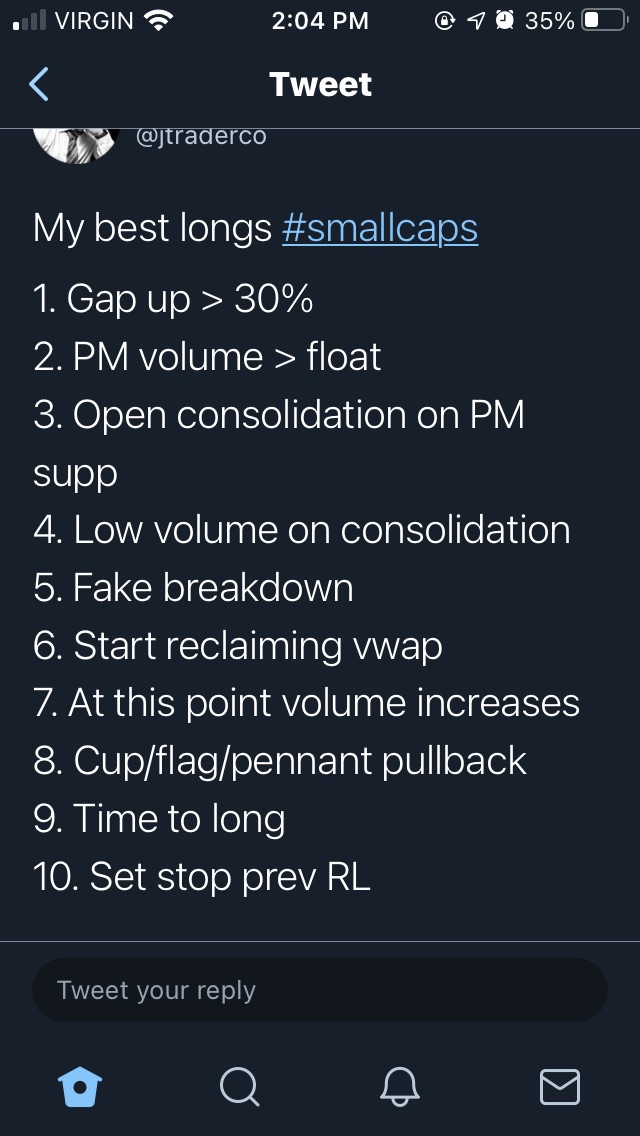 VIRGIN 2:04 PM 35%
Tweet
@jtraderco
My best longs #smallcaps
1. Gap up > 30%
2. PM volume > float
3. Open consolidation on PM
supp
4. Low volume on consolidation
5. Fake breakdown
6. Start reclaiming vwap
7. At this point volume increases
8. Cup/flag/pennant pullback
9. Time to long
10. Set stop prev RL
Tweet your reply